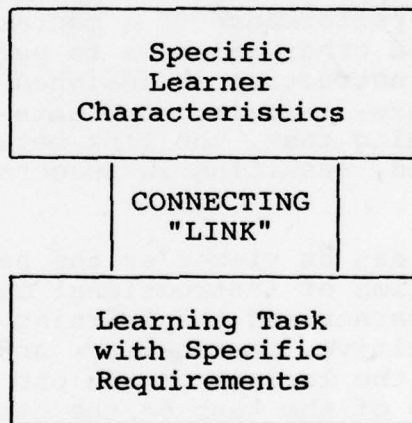 Specific
Learner
Characteristics
CONNECTING
"LINK"
Learning Task
with Specific
Requirements